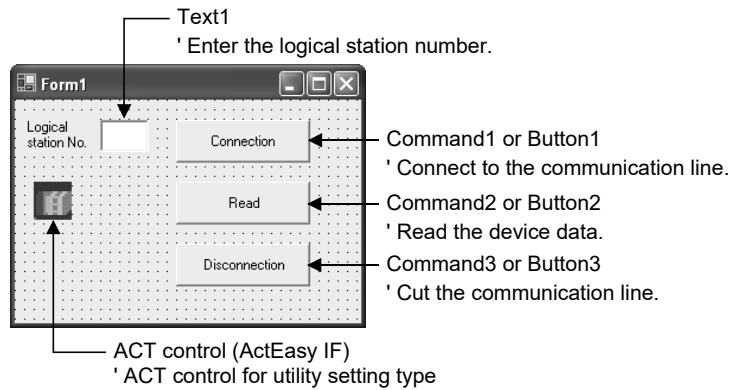 Text1
' Enter the logical station number.
Form1
Logical
station No.
Connection
Command1 or Button1
' Connect to the communication line.
Read
Command2 or Button2
' Read the device data.
Disconnection
Command3 or Button3
' Cut the communication line.
ACT control (ActEasy IF)
' ACT control for utility setting type